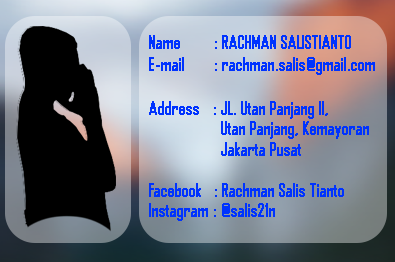 Name : RACHMAN SALISTIANTO
E-mail : rachman.salis@gmail.com
Address : JL. Utan Panjang II,
Utan Panjang, Kemayoran
Jakarta Pusat
Facebook : Rachman Salis Tianto
Instagram : @salis21n